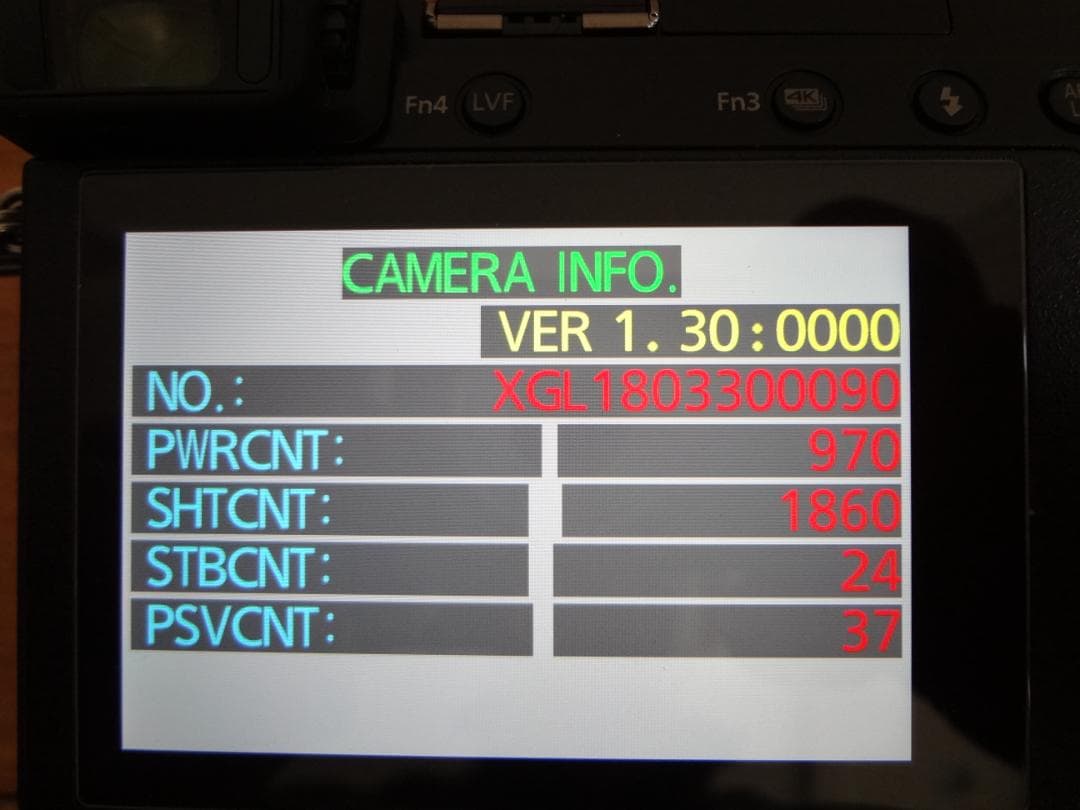 Fn4 LVF Fn3 4K
CAMERA INFO.
VER 1. 30:0000
NO.: XGL1803300090
PWRCNT: 970
SHTCNT: 1860
STBCNT: 24
PSVCNT: 37